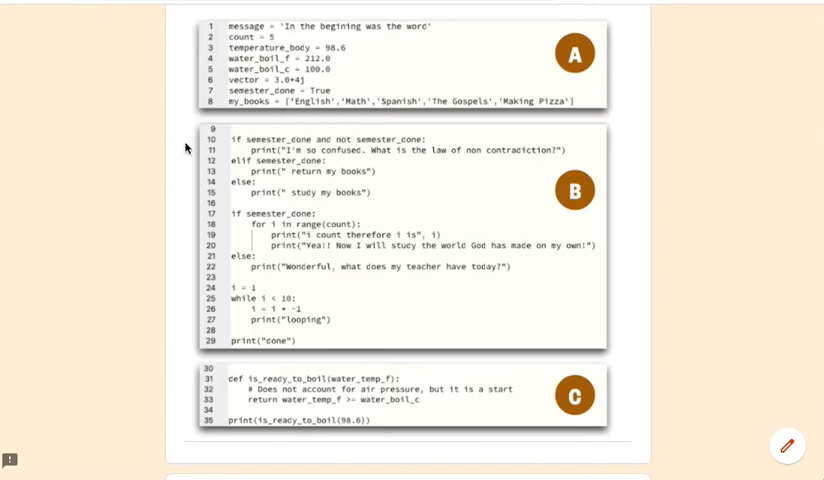 1 message = 'In the begining was the word'
2 count = 5
3 temperature_body = 98.6
4 water_boil_f = 212.0
5 water_boil_c = 100.0
6 vector = 3.0+4j
7 semester_done = True
8 my_books = ['English','Math','Spanish','The Gospels','Making Pizza']
A
9
10 if semester_done and not semester_done:
11     print("I'm so confused. What is the law of non contradiction?")
12 elif semester_done:
13     print(" return my books")
14 else:
15     print(" study my books")
16
17 if semester_done:
18     for i in range(count):
19         print("i count therefore i is", i)
20         print("Yea!! Now I will study the world God has made on my own!")
21 else:
22     print("Wonderful, what does my teacher have today?")
23
24 i = 1
25 while i < 10:
26     i = i * -1
27     print("looping")
28
29 print("done")
B
30
31 def is_ready_to_boil(water_temp_f):
32     # Does not account for air pressure, but it is a start
33     return water_temp_f >= water_boil_c
34
35 print(is_ready_to_boil(98.6))
C